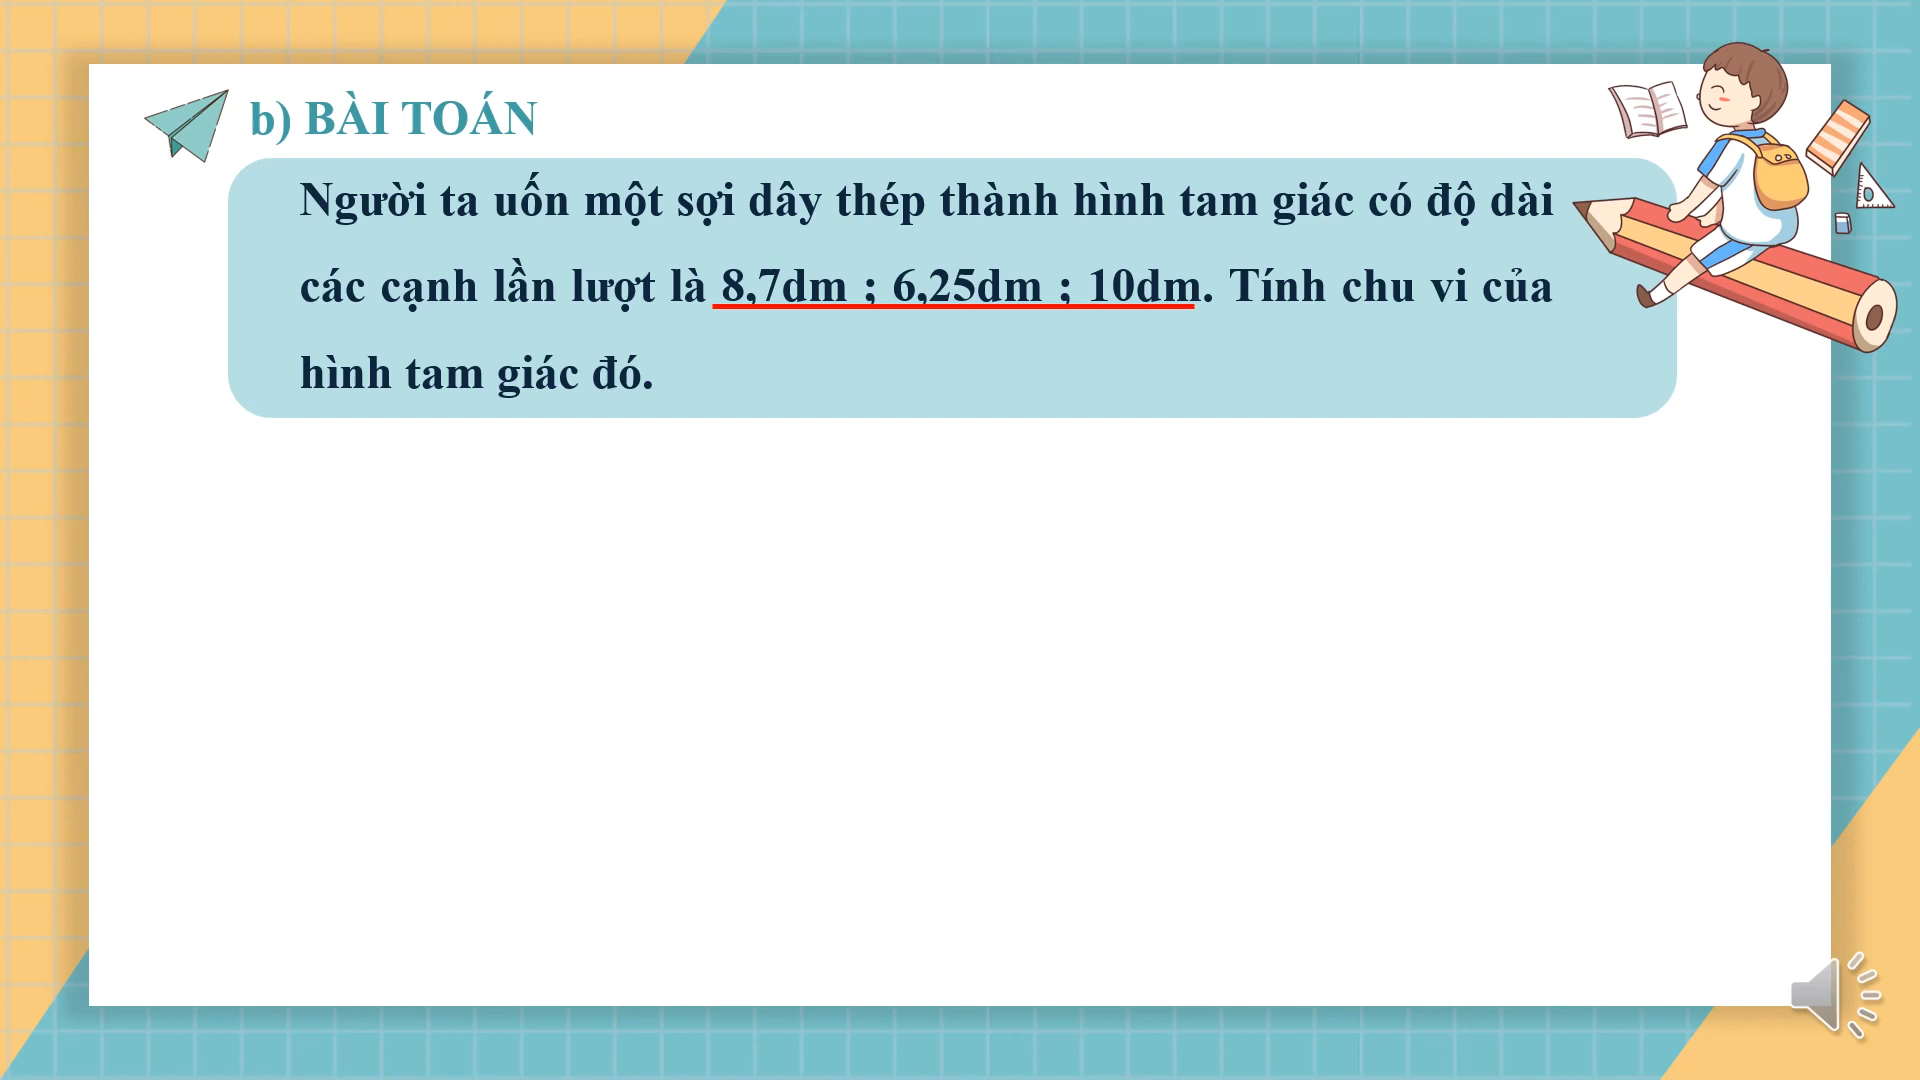 b) BÀI TOÁN
Người ta uốn một sợi dây thép thành hình tam giác có độ dài
các cạnh lần lượt là 8,7dm ; 6,25dm ; 10dm. Tính chu vi của
hình tam giác đó.